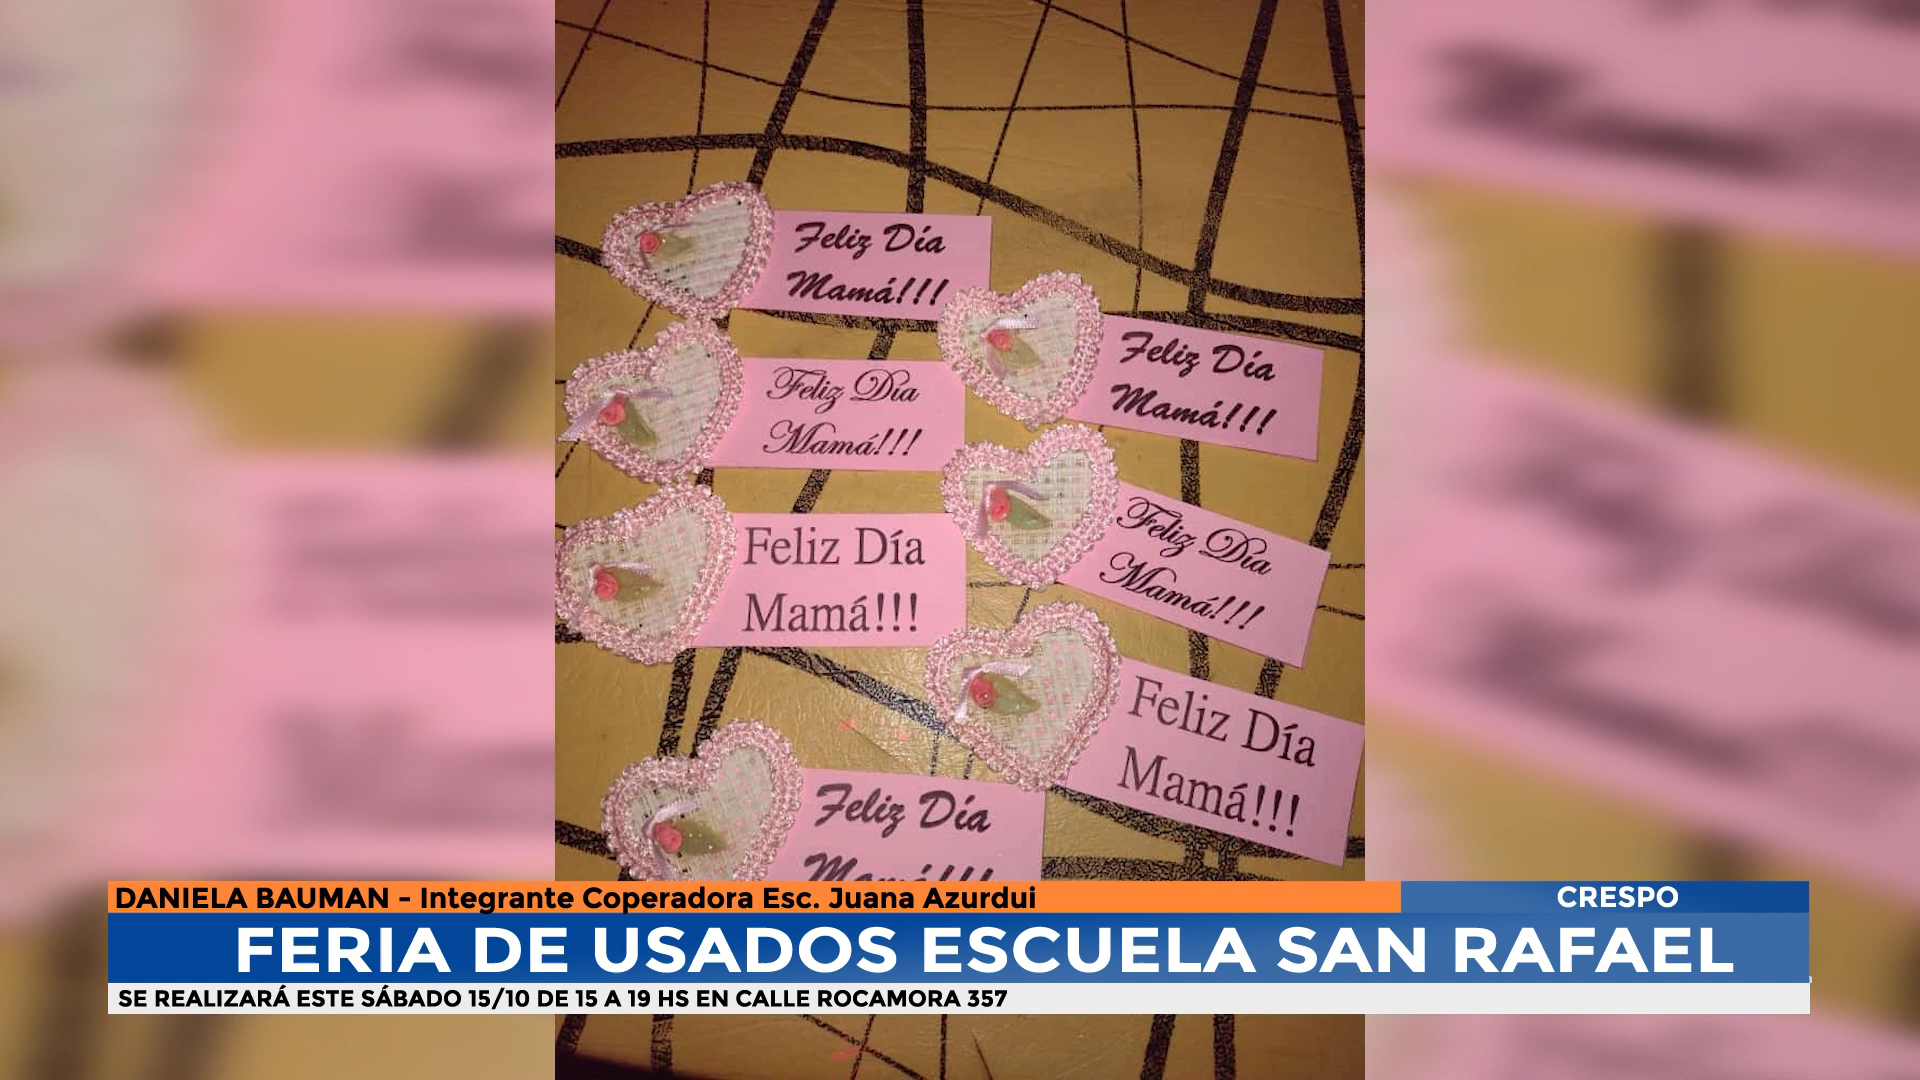 Feliz Día
Mamá!!!
Feliz Día
Mamá!!!
Feliz Día
Mamá!!!
Feliz Día
Mamá!!!
Feliz Día
Mamá!!!
Feliz Día
Mamá!!!
Feliz Día
Mamá!!!
DANIELA BAUMAN - Integrante Coperadora Esc. Juana Azurdui
CRESPO
FERIA DE USADOS ESCUELA SAN RAFAEL
SE REALIZARÁ ESTE SÁBADO 15/10 DE 15 A 19 HS EN CALLE ROCAMORA 357